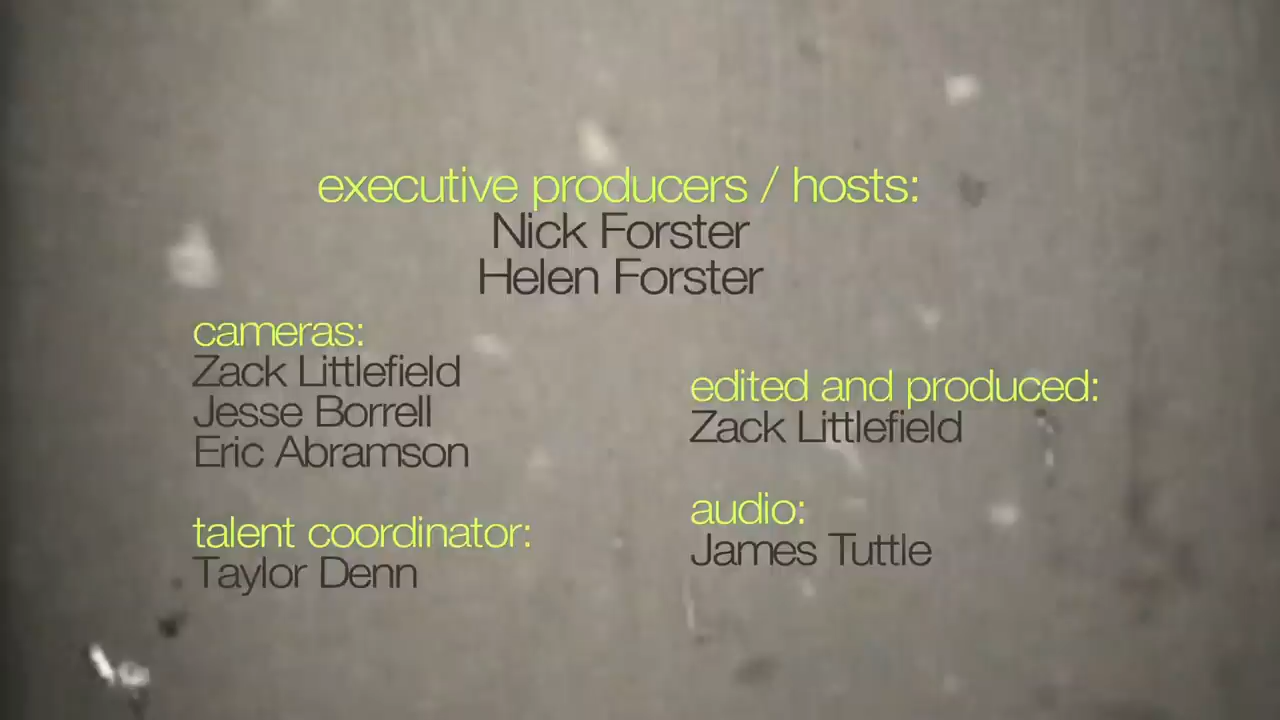 executive producers / hosts:
Nick Forster
Helen Forster
cameras:
Zack Littlefield
Jesse Borrell
Eric Abramson
talent coordinator:
Taylor Denn
edited and produced:
Zack Littlefield
audio:
James Tuttle